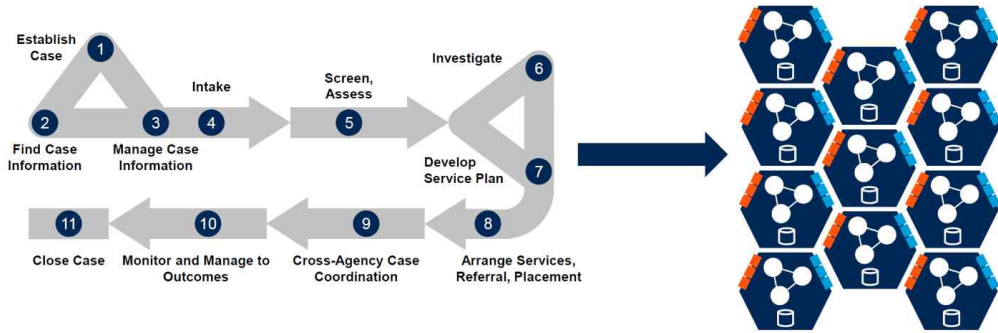 Establish
Case
1
2
3
4
Intake
Find Case
Information
Manage Case
Information
Screen,
Assess
5
Investigate
6
Develop
Service Plan
7
8
Arrange Services,
Referral, Placement
9
Cross-Agency Case
Coordination
10
Monitor and Manage to
Outcomes
11
Close Case